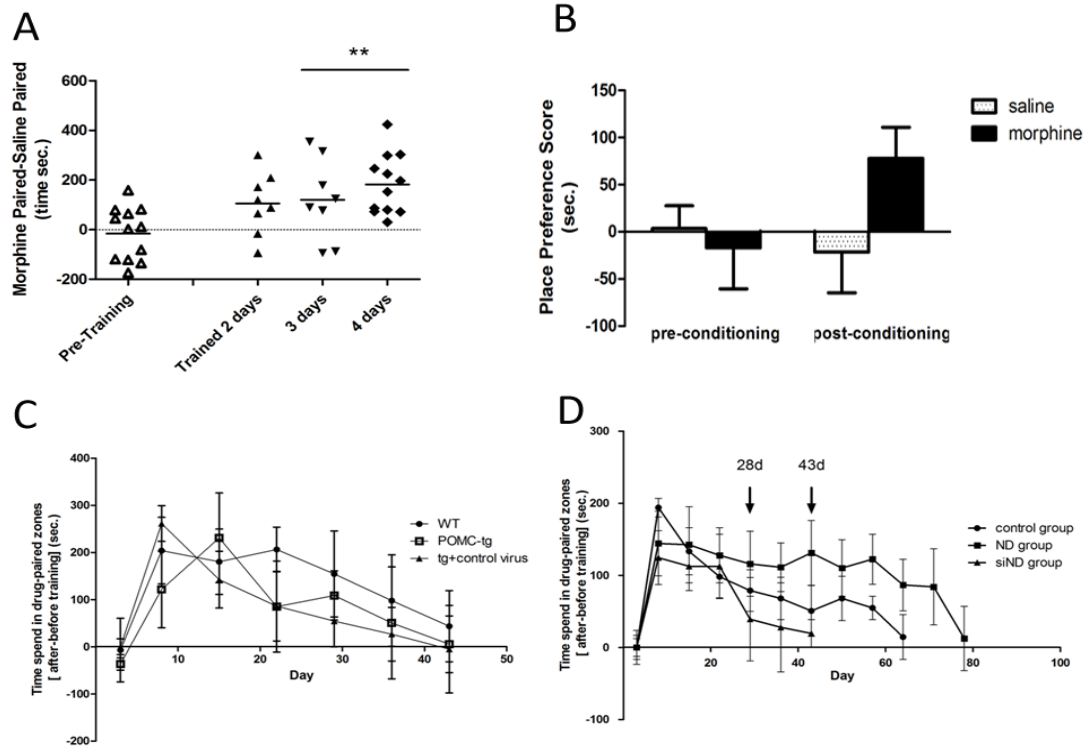 A
Morphine Paired-Saline Paired
(time sec.)
600
400
200
0
-200
**
Pre-Training
Trained 2 days
3 days
4 days
B
Place Preference Score
(sec.)
150
100
50
0
-50
-100
saline
morphine
pre-conditioning
post-conditioning
C
Time spend in drug-paired zones
[ after-before training] (sec.)
400
300
200
100
0
-100
-200
10
20
30
40
50
Day
WT
POMC-tg
tg+control virus
D
Time spend in drug-paired zones
[ after-before training] (sec.)
300
200
100
0
-100
28d
43d
20
40
60
80
100
Day
control group
ND group
siND group